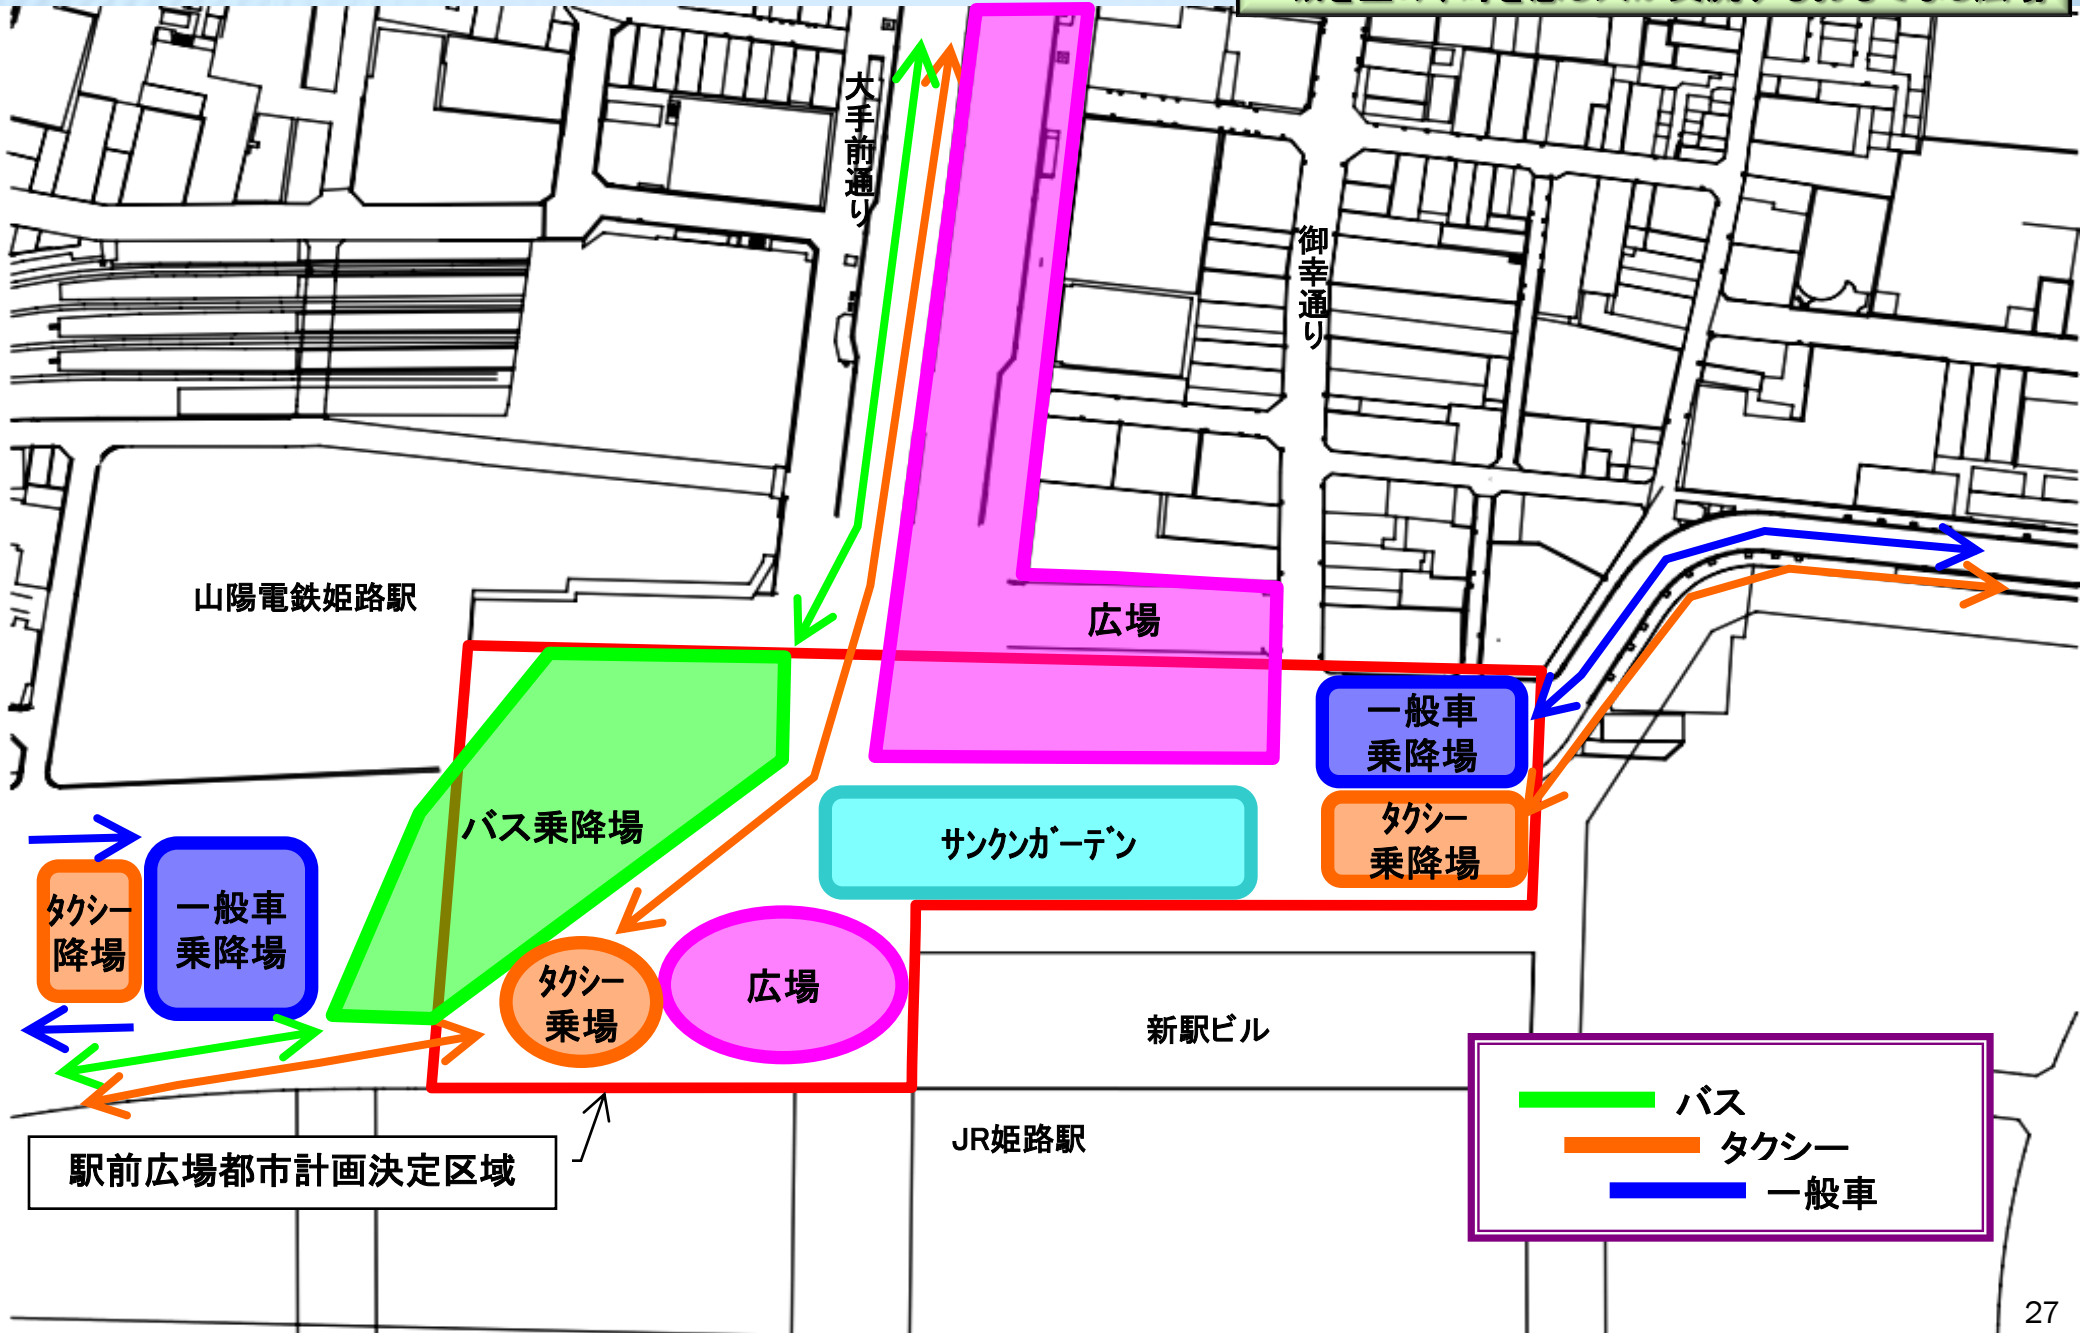 大手前通り
御幸通り
山陽電鉄姫路駅
広場
一般車
乗降場
バス乗降場
サンクンガーデン
タクシー
乗降場
タクシー
降場
一般車
乗降場
タクシー
乗場
広場
新駅ビル
JR姫路駅
駅前広場都市計画決定区域
バス
タクシー
一般車
27